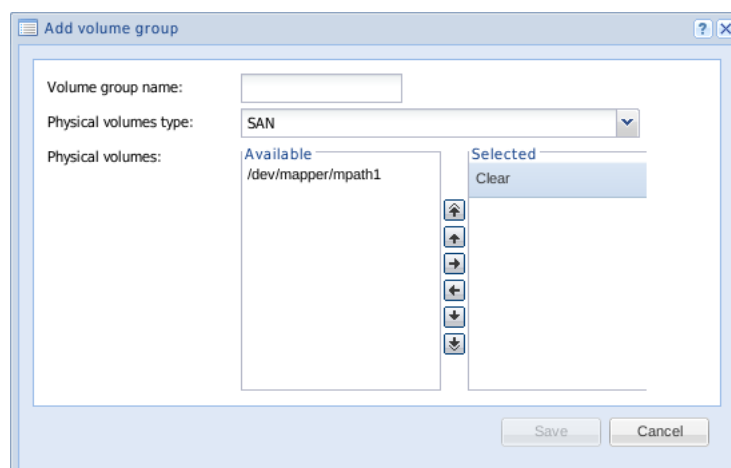 Add volume group
Volume group name:
Physical volumes type: SAN
Physical volumes: Available Selected
/dev/mapper/mpath1 Clear
Save Cancel